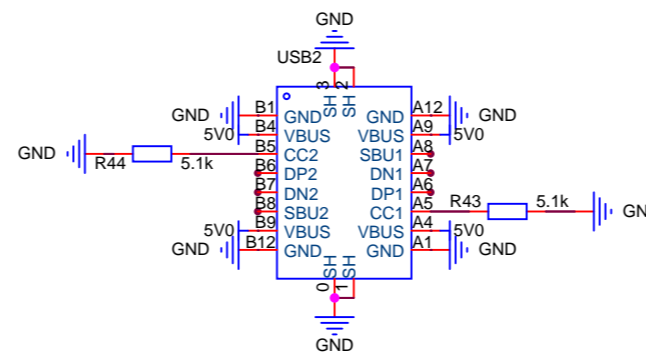 GND
USB2
3 2
SH SH
GND B1 GND GND A12 GND
5V0 B4 VBUS VBUS A9 5V0
GND R44 5.1k B5 CC2 SBU1 A8
B6 DP2 DN1 A7
B7 DN2 DP1 A6
B8 SBU2 CC1 A5 R43 5.1k GN
5V0 B9 VBUS VBUS A4 5V0
GND B12 GND GND A1 GND
SH SH
0 1
GND